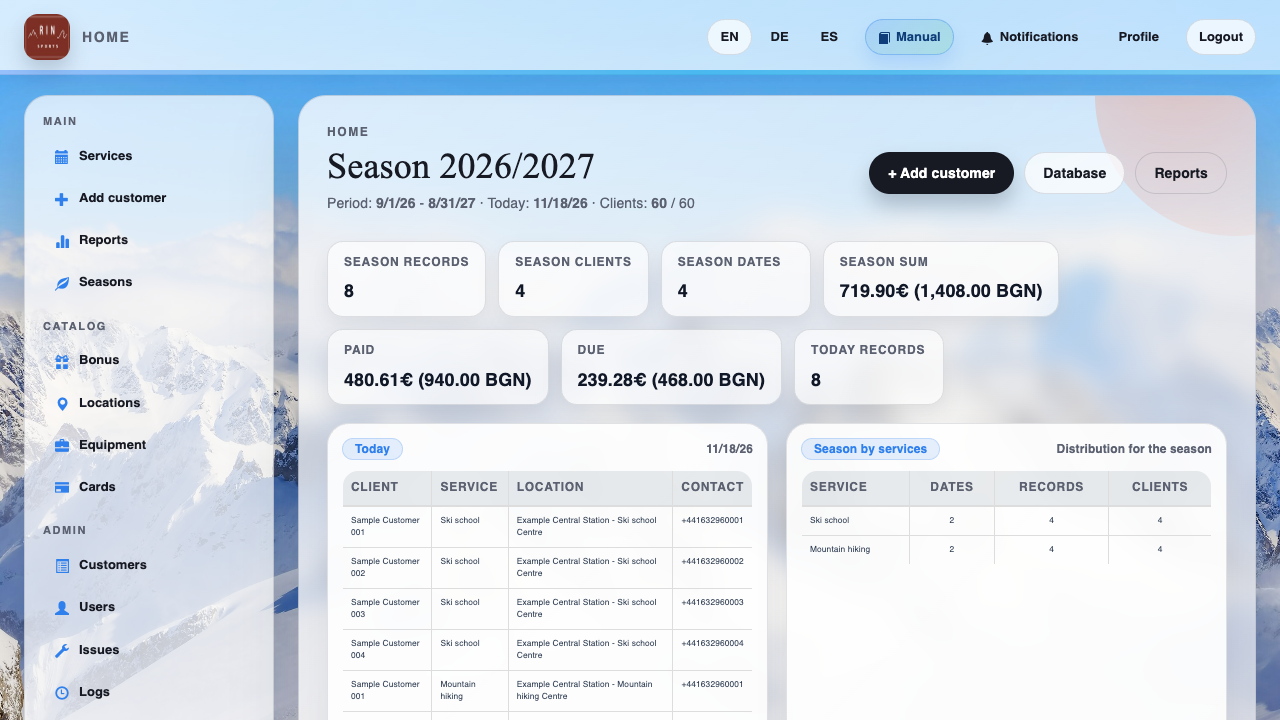 RIN
SPORTS
HOME
EN
DE
ES
Manual
Notifications
Profile
Logout
MAIN
Services
Add customer
Reports
Seasons
CATALOG
Bonus
Locations
Equipment
Cards
ADMIN
Customers
Users
Issues
Logs
HOME
Season 2026/2027
Period: 9/1/26 - 8/31/27 · Today: 11/18/26 · Clients: 60 / 60
+ Add customer
Database
Reports
SEASON RECORDS
8
SEASON CLIENTS
4
SEASON DATES
4
SEASON SUM
719.90€ (1,408.00 BGN)
PAID
480.61€ (940.00 BGN)
DUE
239.28€ (468.00 BGN)
TODAY RECORDS
8
Today
11/18/26
CLIENT SERVICE LOCATION CONTACT
Sample Customer 001 Ski school Example Central Station - Ski school Centre +441632960001
Sample Customer 002 Ski school Example Central Station - Ski school Centre +441632960002
Sample Customer 003 Ski school Example Central Station - Ski school Centre +441632960003
Sample Customer 004 Ski school Example Central Station - Ski school Centre +441632960004
Sample Customer 001 Mountain hiking Example Central Station - Mountain hiking Centre +441632960001
Season by services
Distribution for the season
SERVICE DATES RECORDS CLIENTS
Ski school 2 4 4
Mountain hiking 2 4 4